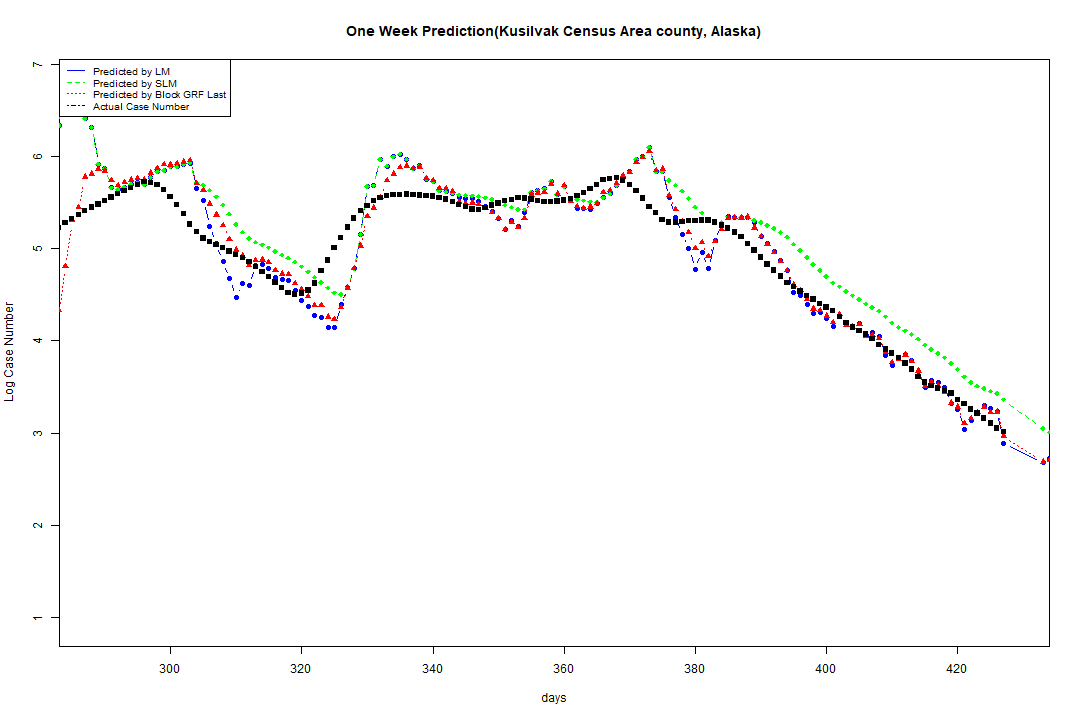 One Week Prediction(Kusilvak Census Area county, Alaska)
Predicted by LM
Predicted by SLM
Predicted by Block GRF Last
Actual Case Number
7
6
5
4
3
2
1
Log Case Number
300 320 340 360 380 400 420
days